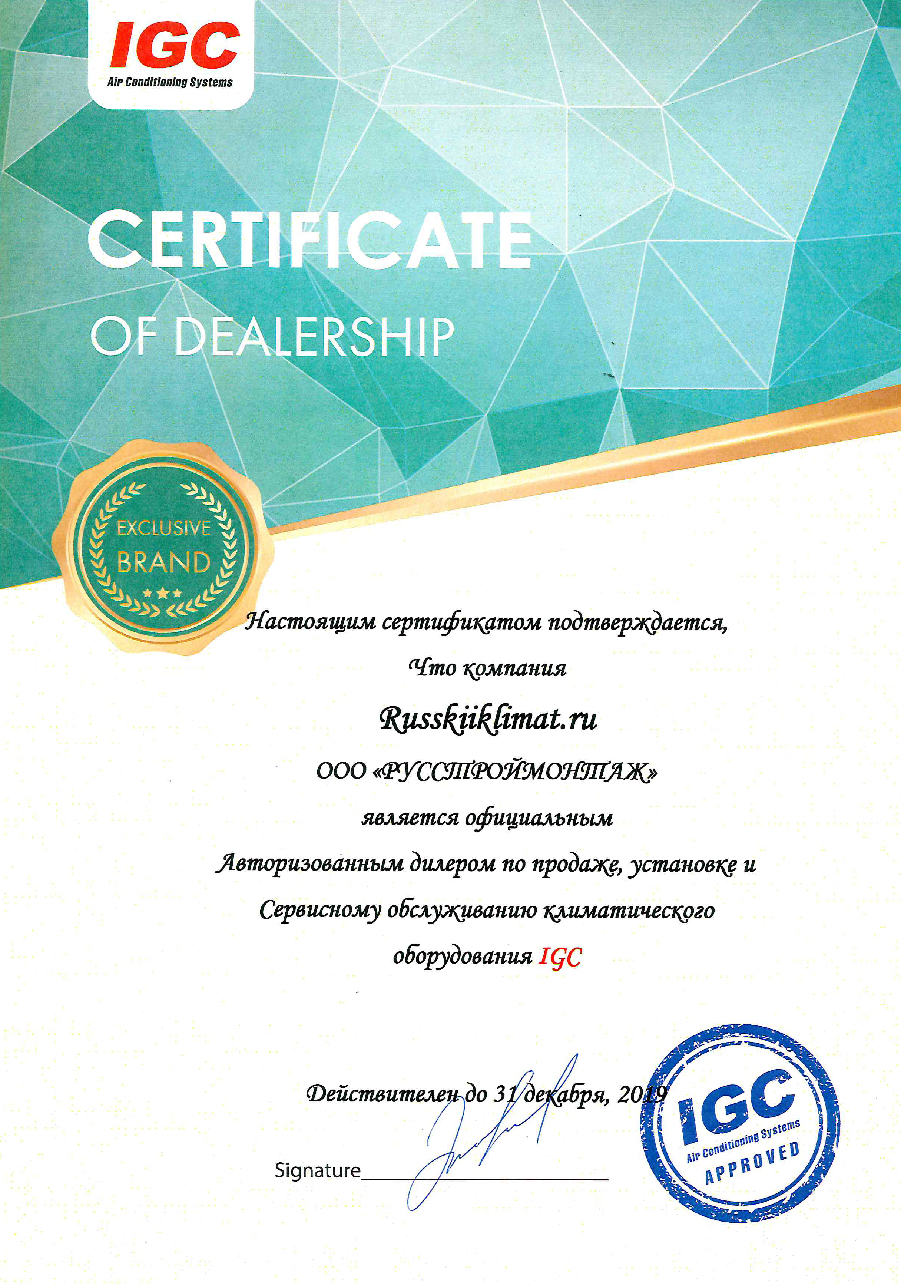 IGC
Air Conditioning Systems
CERTIFICATE
OF DEALERSHIP
EXCLUSIVE
BRAND
Настоящим сертификатом подтверждается,
Что компания
Russkiiklimat.ru
ООО «РУССТРОЙМОНТАЖ»
является официальным
Авторизованным дилером по продаже, установке и
Сервисному обслуживанию климатического
оборудования IGC
Действителен до 31 декабря, 2019
Signature
IGC
Air Conditioning Systems
APPROVED